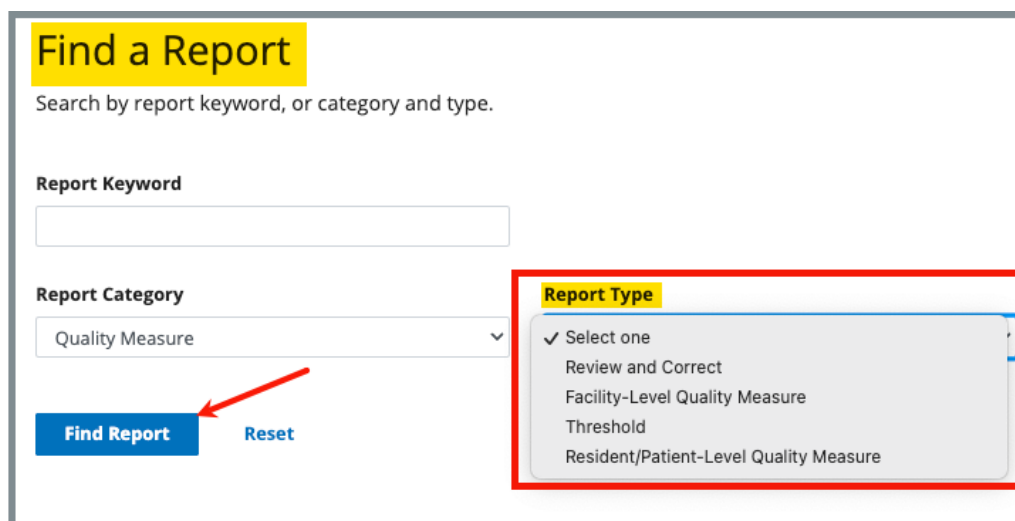 Find a Report
Search by report keyword, or category and type.
Report Keyword
Report Category
Quality Measure
Report Type
Select one
Review and Correct
Facility-Level Quality Measure
Threshold
Resident/Patient-Level Quality Measure
Find Report
Reset